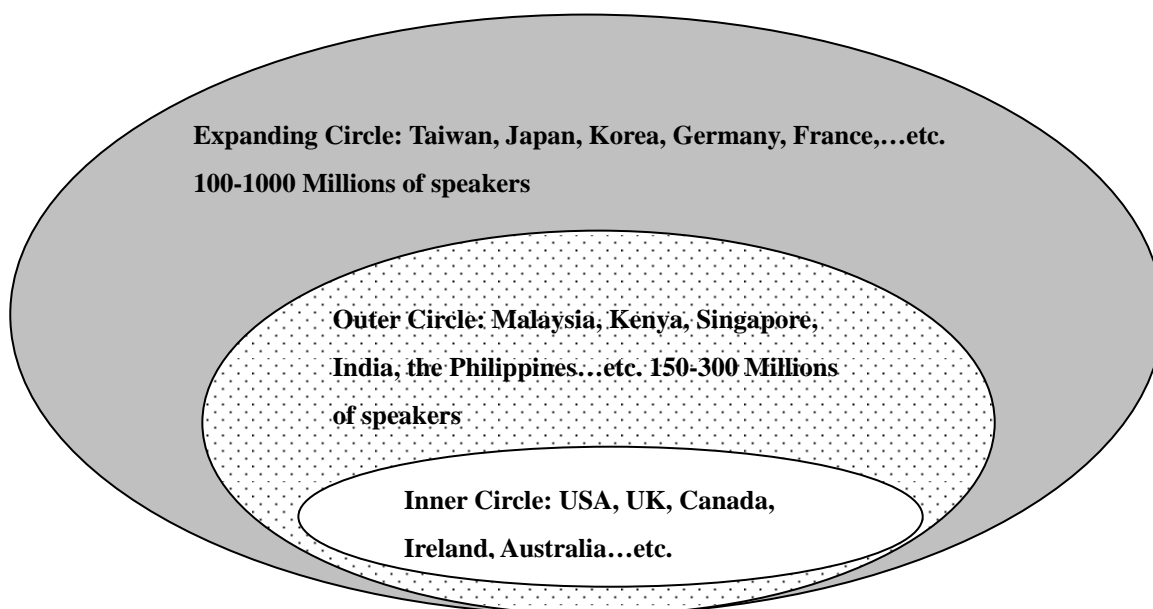 Expanding Circle: Taiwan, Japan, Korea, Germany, France,…etc.
100-1000 Millions of speakers
Outer Circle: Malaysia, Kenya, Singapore,
India, the Philippines…etc. 150-300 Millions
of speakers
Inner Circle: USA, UK, Canada,
Ireland, Australia…etc.